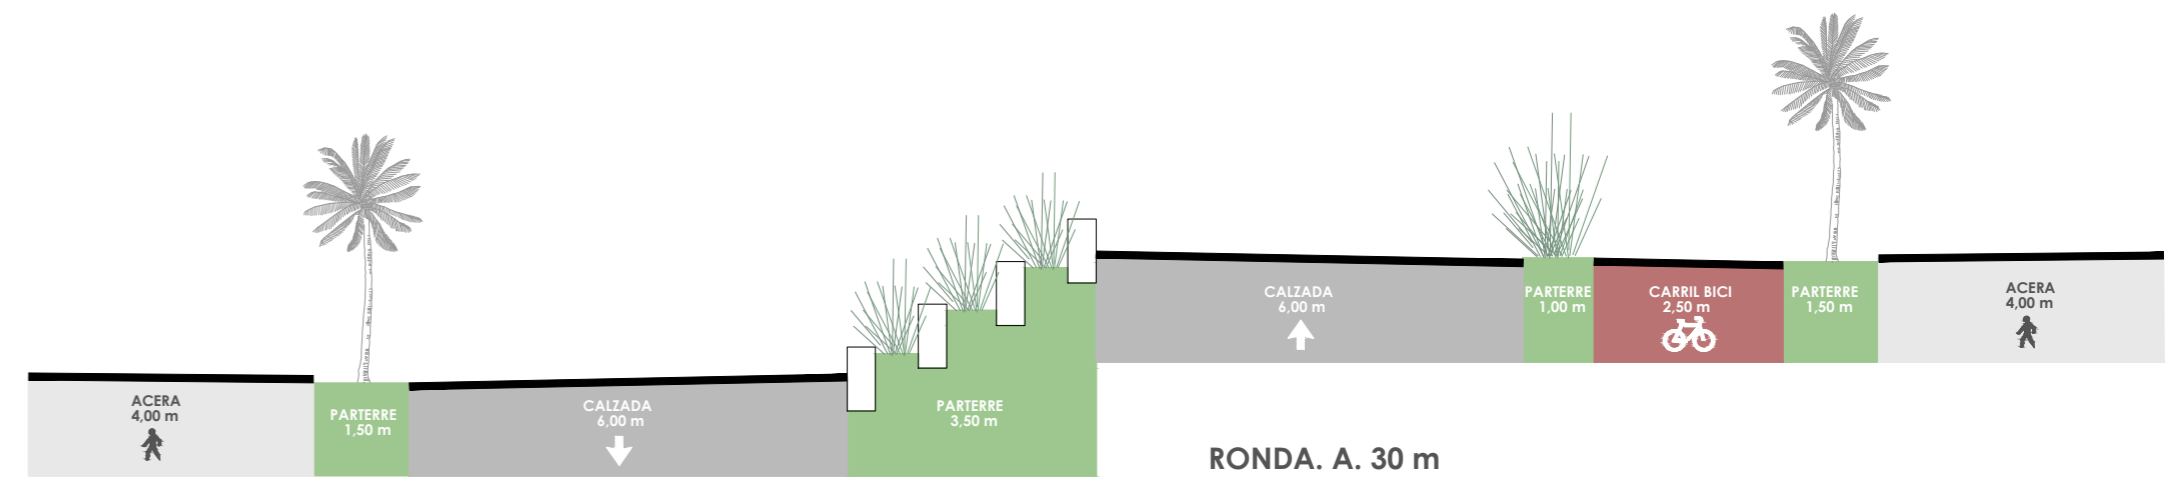 ACERA
4,00 m
PARTERRE
1,50 m
CALZADA
6,00 m
PARTERRE
3,50 m
CALZADA
6,00 m
PARTERRE
1,00 m
CARRIL BICI
2,50 m
PARTERRE
1,50 m
ACERA
4,00 m
RONDA. A. 30 m